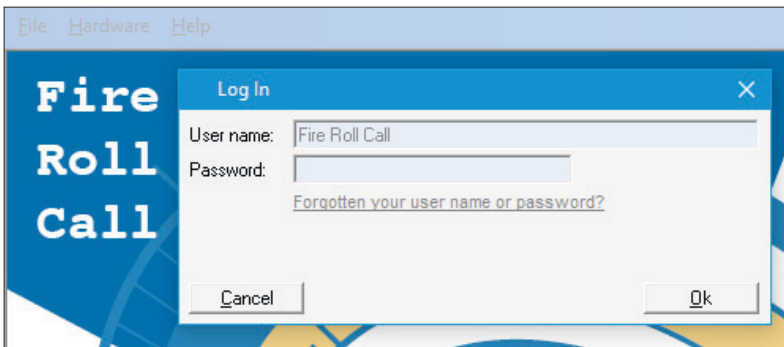 File Hardware Help
Fire
Roll
Call
Log In
User name: Fire Roll Call
Password:
Forgotten your user name or password?
Cancel Ok